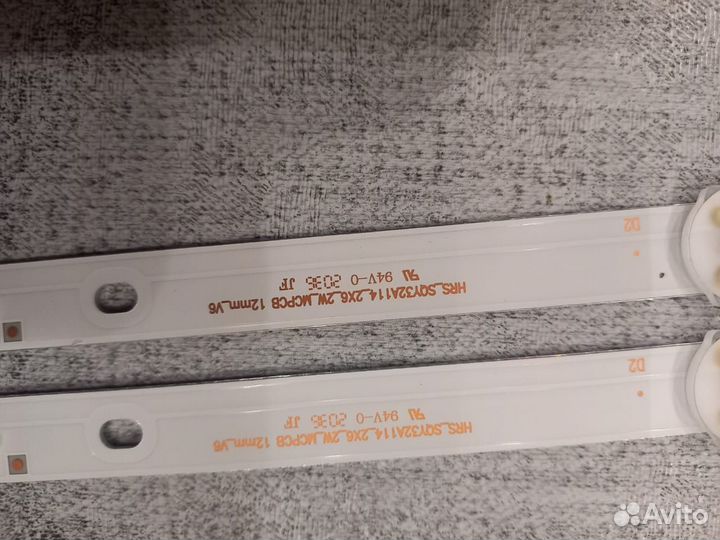 D2
HRS_SQY32A114_2X6_2W_MCPCB 12mm_V6
94V-0 2036 JF
D2
HRS_SQY32A114_2X6_2W_MCPCB 12mm_V6
94V-0 2036 JF
Avito